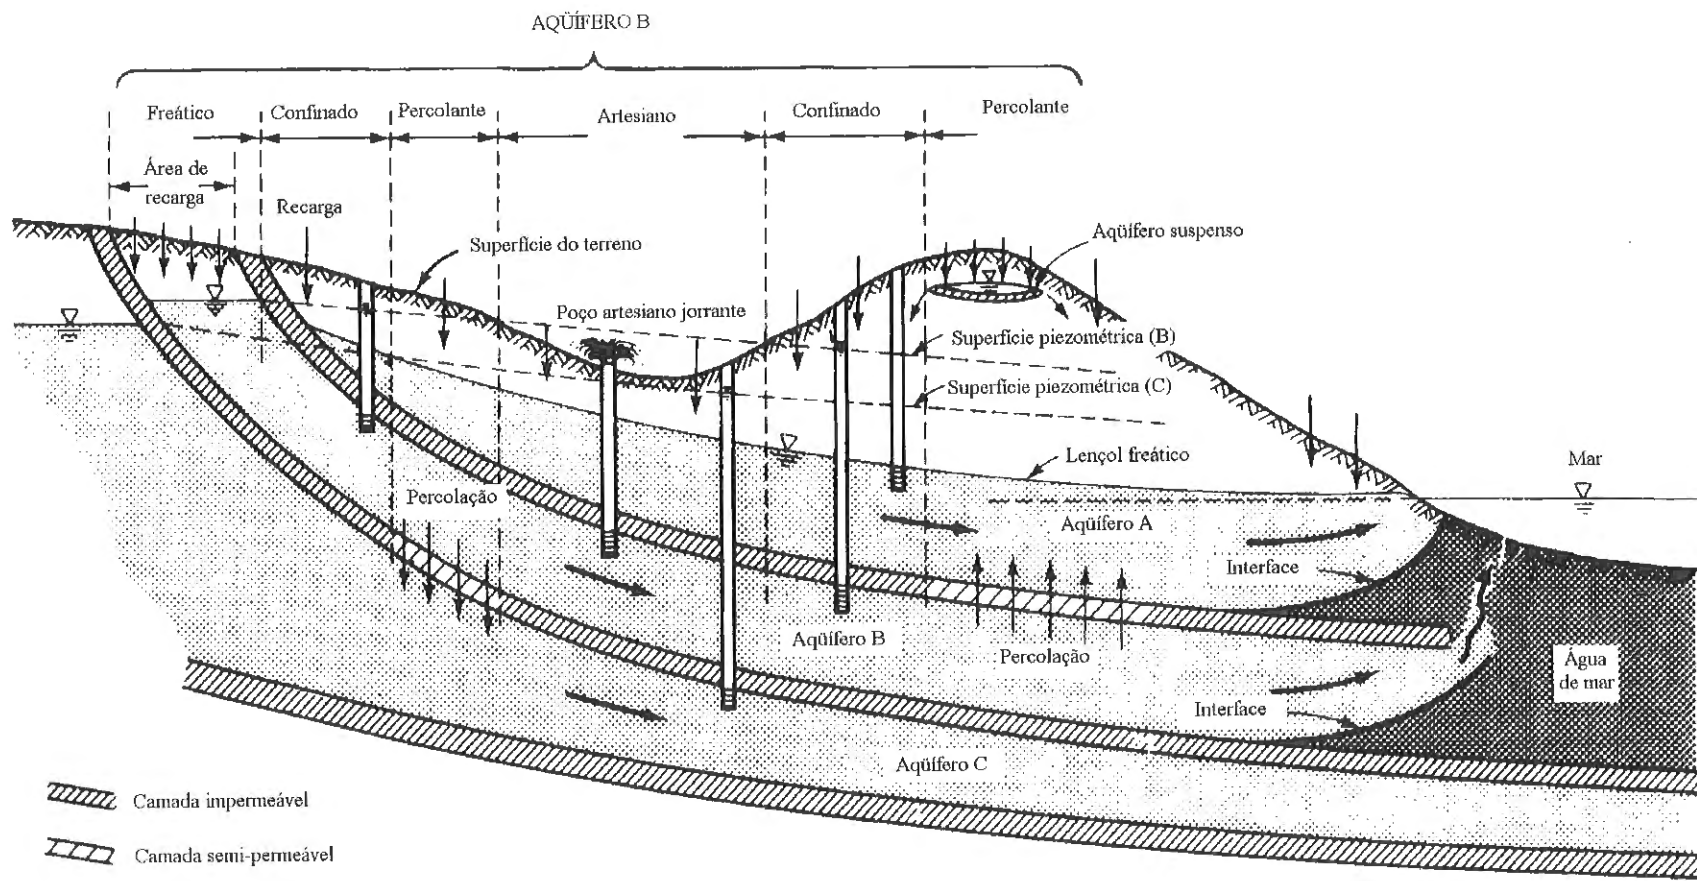 AQÜÍFERO B
Freático
Confinado
Percolante
Artesiano
Confinado
Percolante
Área de
recarga
Recarga
Superfície do terreno
Aqüífero suspenso
Poço artesiano jorrante
Superfície piezométrica (B)
Superfície piezométrica (C)
Lençol freático
Mar
Percolação
Aqüífero A
Interface
Aqüífero B
Percolação
Água
de mar
Interface
Aqüífero C
Camada impermeável
Camada semi-permeável